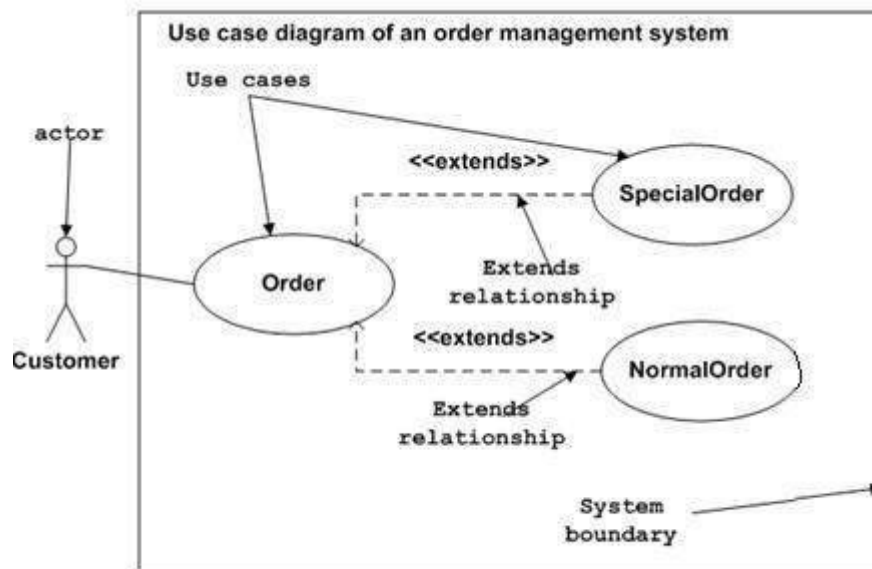 Use case diagram of an order management system
Use cases
actor
<<extends>>
SpecialOrder
Order
Extends
relationship
<<extends>>
Customer
NormalOrder
Extends
relationship
System
boundary